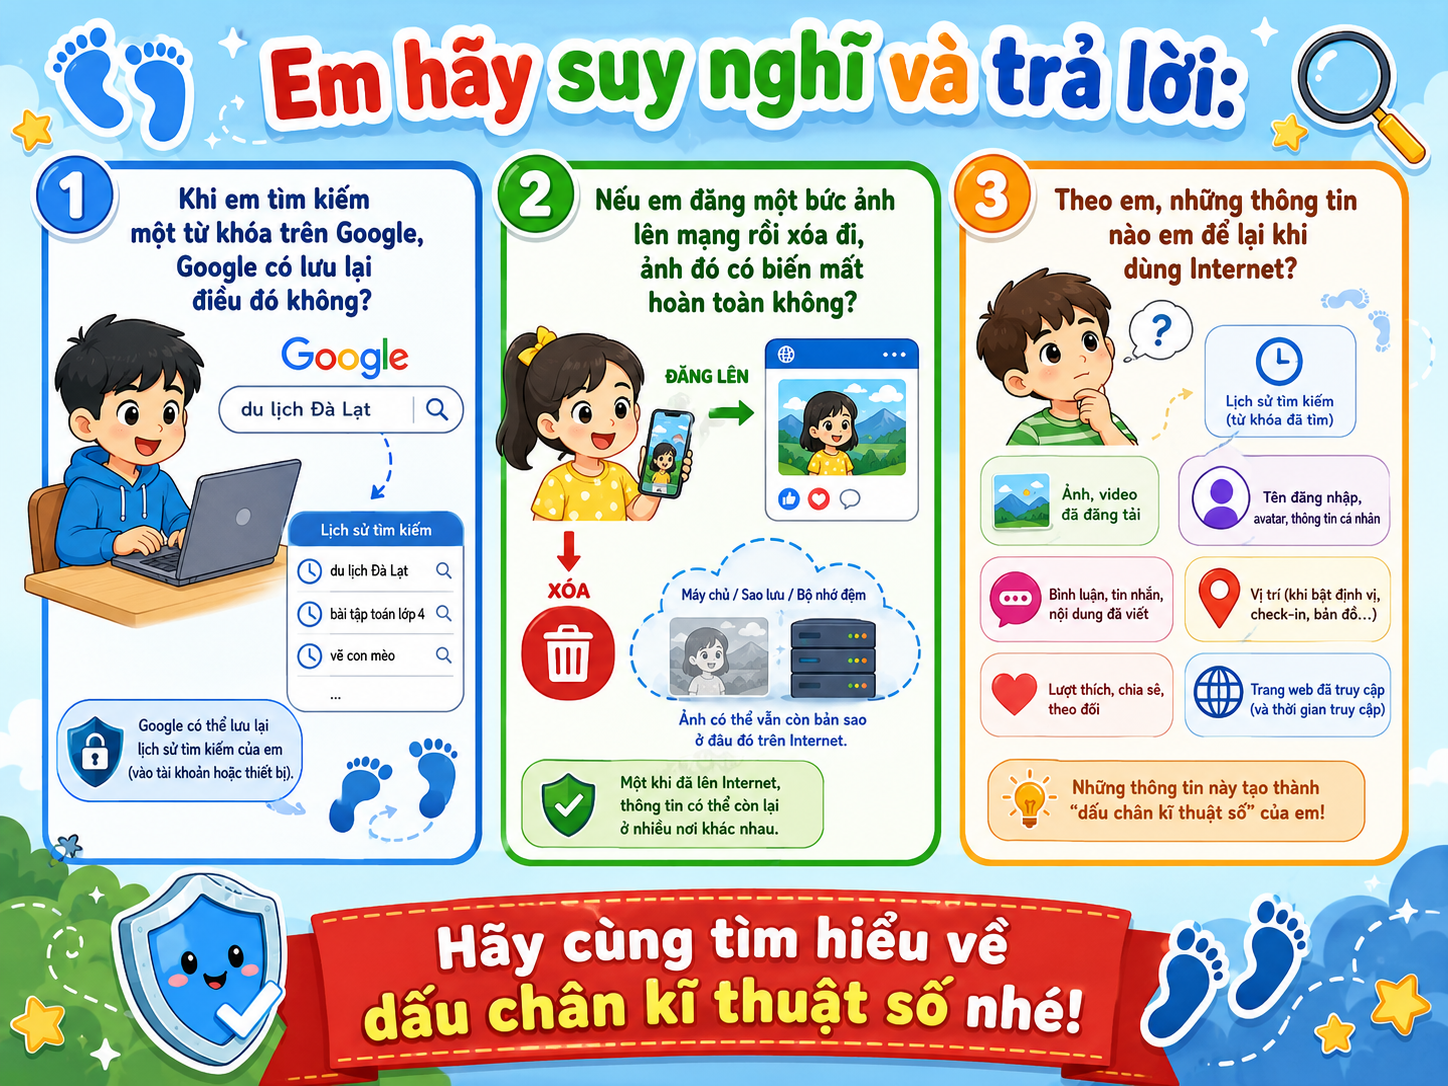 Em hãy suy nghĩ và trả lời:
1
Khi em tìm kiếm
một từ khóa trên Google,
Google có lưu lại
điều đó không?
Google
du lịch Đà Lạt
Lịch sử tìm kiếm
du lịch Đà Lạt
bài tập toán lớp 4
vẽ con mèo
...
Google có thể lưu lại
lịch sử tìm kiếm của em
(vào tài khoản hoặc thiết bị).
2
Nếu em đăng một bức ảnh
lên mạng rồi xóa đi,
ảnh đó có biến mất
hoàn toàn không?
ĐĂNG LÊN
XÓA
Máy chủ / Sao lưu / Bộ nhớ đệm
Ảnh có thể vẫn còn bản sao
ở đâu đó trên Internet.
Một khi đã lên Internet,
thông tin có thể còn lại
ở nhiều nơi khác nhau.
3
Theo em, những thông tin
nào em để lại khi
dùng Internet?
?
Lịch sử tìm kiếm
(từ khóa đã tìm)
Ảnh, video
đã đăng tải
Tên đăng nhập,
avatar, thông tin cá nhân
Bình luận, tin nhắn,
nội dung đã viết
Vị trí (khi bật định vị,
check-in, bản đồ...)
Lượt thích, chia sẻ,
theo dõi
Trang web đã truy cập
(và thời gian truy cập)
Những thông tin này tạo thành
“dấu chân kĩ thuật số” của em!
Hãy cùng tìm hiểu về
dấu chân kĩ thuật số nhé!